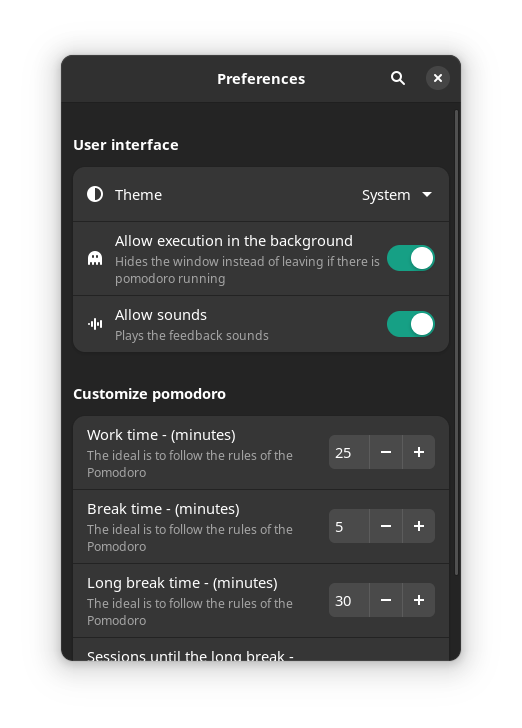 Preferences
User interface
Theme
System
Allow execution in the background
Hides the window instead of leaving if there is
pomodoro running
Allow sounds
Plays the feedback sounds
Customize pomodoro
Work time - (minutes)
The ideal is to follow the rules of the
Pomodoro
25
Break time - (minutes)
The ideal is to follow the rules of the
Pomodoro
5
Long break time - (minutes)
The ideal is to follow the rules of the
Pomodoro
30
Sessions until the long break -